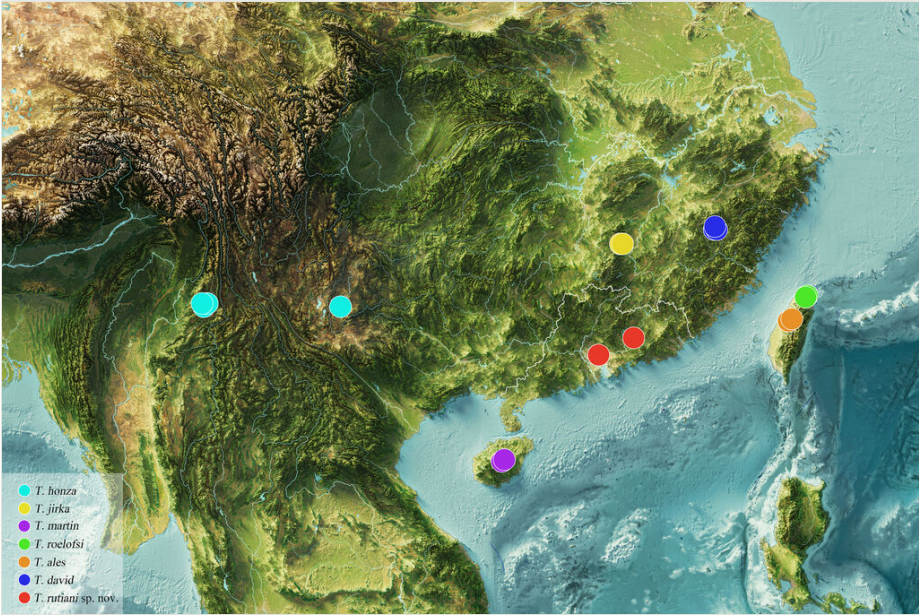 T. honza
T. jirka
T. martin
T. roelofsi
T. ales
T. david
T. rutiani sp. nov.